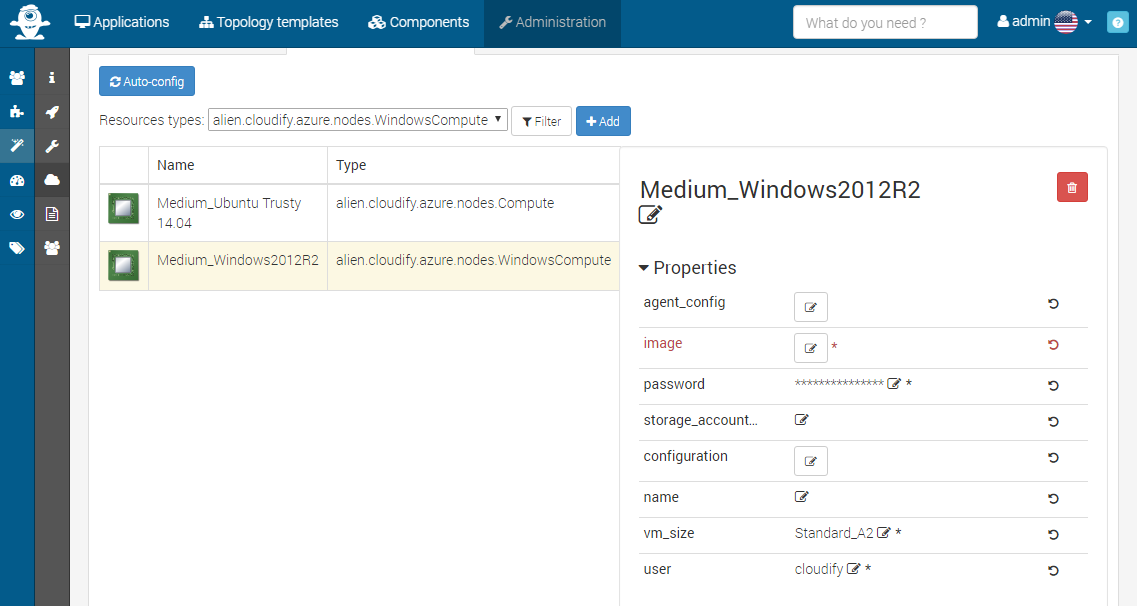 Applications
Topology templates
Components
Administration
What do you need ?
admin
Auto-config
Resources types: alien.cloudify.azure.nodes.WindowsCompute
Filter
Add
Name Type
Medium_Ubuntu Trusty 
14.04
alien.cloudify.azure.nodes.Compute
Medium_Windows2012R2 alien.cloudify.azure.nodes.WindowsCompute
Medium_Windows2012R2
Properties
agent_config
image *
password *************** *
storage_account...
configuration
name
vm_size Standard_A2 *
user cloudify *